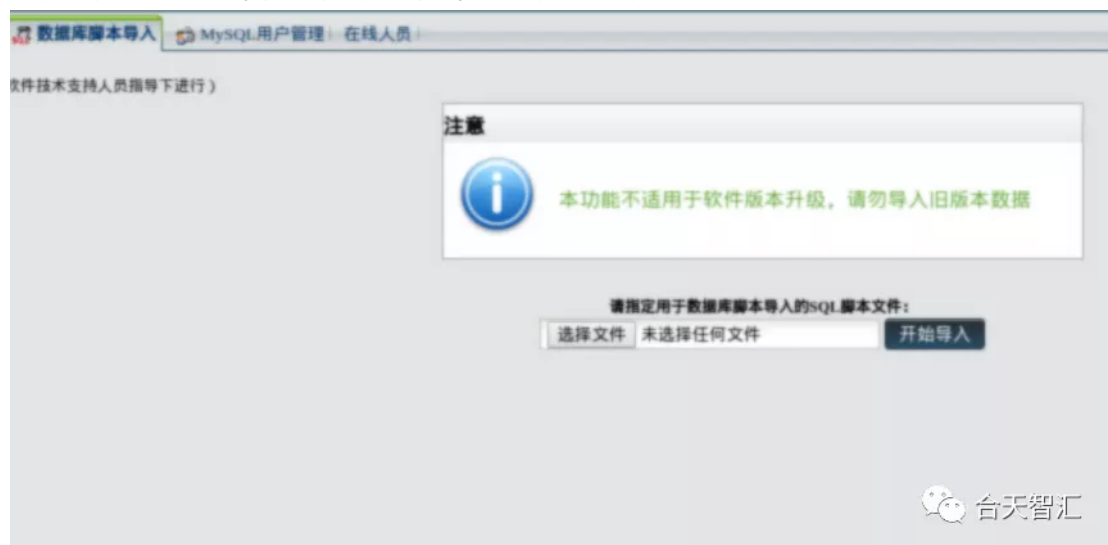 数据库脚本导入 MySQL用户管理 在线人员
软件技术支持人员指导下进行）
注意
本功能不适用于软件版本升级，请勿导入旧版本数据
请指定用于数据库脚本导入的SQL脚本文件：
选择文件 未选择任何文件 开始导入
合天智汇